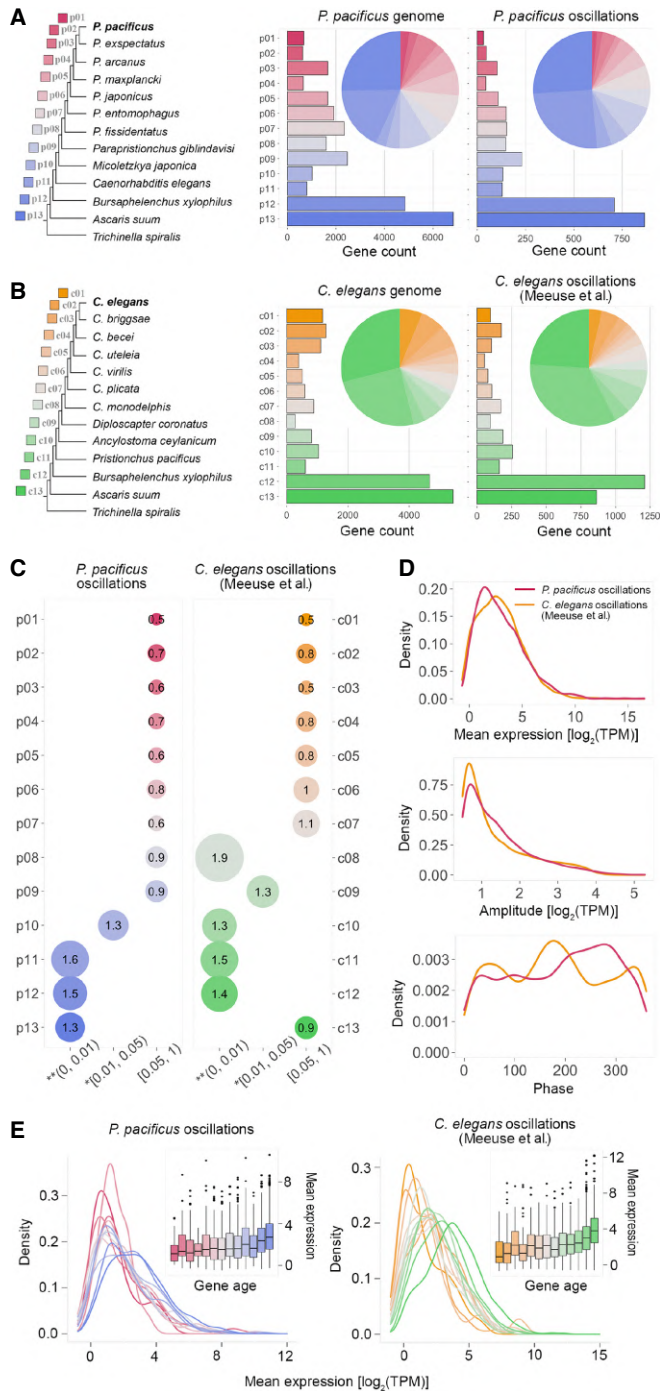 A
p01
p02
P. pacificus
p03
P. exspectatus
p04
P. arcanus
p05
P. maxplancki
p06
P. japonicus
p07
P. entomophagus
p08
P. fissidentatus
p09
Parapristionchus giblindavisi
p10
Micoletzkya japonica
p11
Caenorhabditis elegans
p12
Bursaphelenchus xylophilus
p13
Ascaris suum
Trichinella spiralis
P. pacificus genome
p01
p02
p03
p04
p05
p06
p07
p08
p09
p10
p11
p12
p13
0 2000 4000 6000
Gene count
P. pacificus oscillations
0 250 500 750
Gene count
B
c01
c02
C. elegans
c03
C. briggsae
c04
C. becei
c05
C. uteleia
c06
C. virilis
c07
C. plicata
c08
C. monodelphis
c09
Diploscapter coronatus
c10
Ancylostoma ceylanicum
c11
Pristionchus pacificus
c12
Bursaphelenchus xylophilus
c13
Ascaris suum
Trichinella spiralis
C. elegans genome
c01
c02
c03
c04
c05
c06
c07
c08
c09
c10
c11
c12
c13
0 2000 4000
Gene count
C. elegans oscillations
(Meeuse et al.)
0 250 500 750 1000 1250
Gene count
C
P. pacificus
oscillations
C. elegans oscillations
(Meeuse et al.)
p01 0.5 0.5 c01
p02 0.7 0.8 c02
p03 0.6 0.5 c03
p04 0.7 0.8 c04
p05 0.6 0.8 c05
p06 0.8 1 c06
p07 0.6 1.1 c07
p08 0.9 1.9 c08
p09 0.9 1.3 c09
p10 1.3 1.3 c10
p11 1.6 1.5 c11
p12 1.5 1.4 c12
p13 1.3 0.9 c13
**(0, 0.01) *[0.01, 0.05) [0.05, 1) **(0, 0.01) *[0.01, 0.05) [0.05, 1)
D
P. pacificus oscillations
C. elegans oscillations
(Meeuse et al.)
Density
0.20
0.15
0.10
0.05
0.00
0 5 10 15
Mean expression [log2(TPM)]
Density
0.75
0.50
0.25
0.00
1 2 3 4 5
Amplitude [log2(TPM)]
Density
0.003
0.002
0.001
0.000
0 100 200 300
Phase
E
P. pacificus oscillations
Density
0.3
0.2
0.1
0.0
0 4 8 12
8
4
0
Mean expression
Gene age
C. elegans oscillations
(Meeuse et al.)
Density
0.3
0.2
0.1
0.0
0 5 10 15
12
8
4
0
Mean expression
Gene age
Mean expression [log2(TPM)]